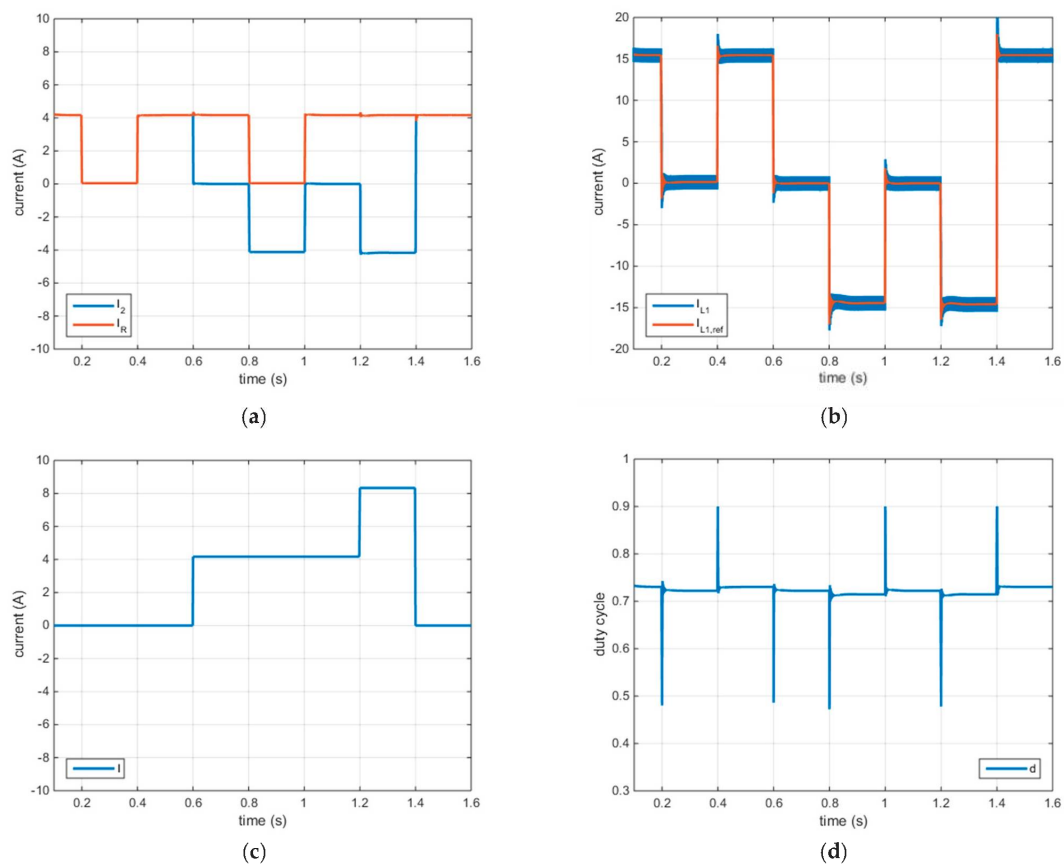 10
8
6
4
2
0
-2
-4
-6
-8
-10
current (A)
I2
IR
0.2 0.4 0.6 0.8 1.0 1.2 1.4 1.6
time (s)
(a)
20
15
10
5
0
-5
-10
-15
-20
current (A)
IL1
IL1,ref
0.2 0.4 0.6 0.8 1 1.2 1.4 1.6
time (s)
(b)
10
8
6
4
2
0
-2
-4
-6
-8
-10
current (A)
I
0.2 0.4 0.6 0.8 1.0 1.2 1.4 1.6
time (s)
(c)
1
0.9
0.8
0.7
0.6
0.5
0.4
0.3
duty cycle
d
0.2 0.4 0.6 0.8 1 1.2 1.4 1.6
time (s)
(d)